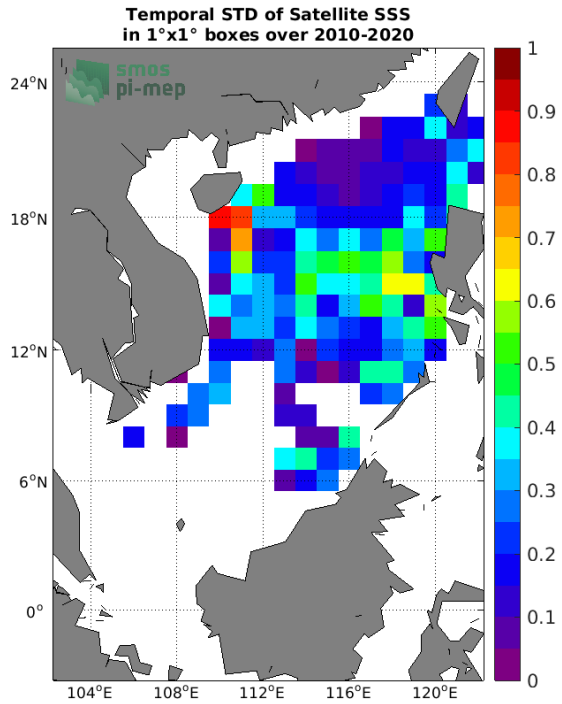 Temporal STD of Satellite SSS
in 1°x1° boxes over 2010-2020
smos
pi-mep
24°N
18°N
12°N
6°N
0°
104°E 108°E 112°E 116°E 120°E
1
0.9
0.8
0.7
0.6
0.5
0.4
0.3
0.2
0.1
0